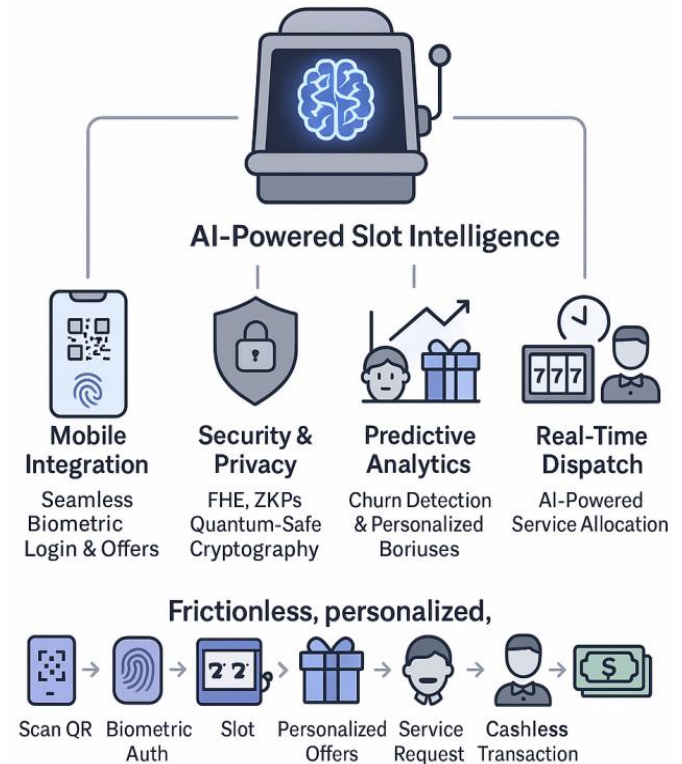 AI-Powered Slot Intelligence
777
Mobile
Integration
Seamless
Biometric
Login & Offers
Security &
Privacy
FHE, ZKPs
Quantum-Safe
Cryptography
Predictive
Analytics
Churn Detection
& Personalized
Boriuses
Real-Time
Dispatch
AI-Powered
Service Allocation
Frictionless, personalized,
2 2
$
Scan QR
Biometric
Auth
Slot
Personalized
Offers
Service
Request
Cashless
Transaction